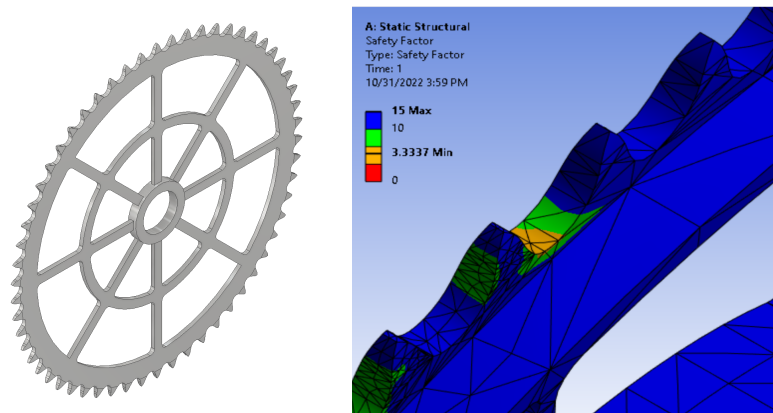 A: Static Structural
Safety Factor
Type: Safety Factor
Time: 1
10/31/2022 3:59 PM
15 Max
10
3.3337 Min
0